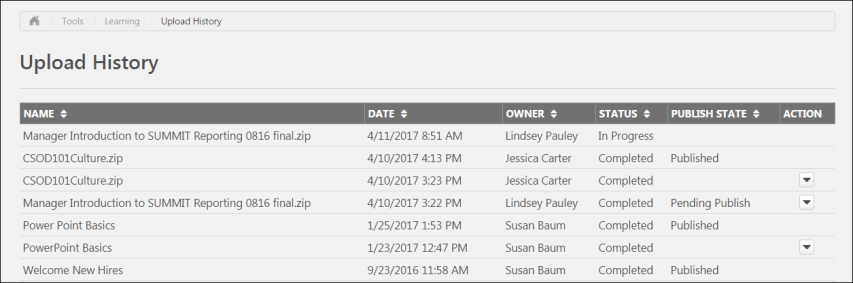 Tools Learning Upload History
Upload History
NAME DATE OWNER STATUS PUBLISH STATE ACTION
Manager Introduction to SUMMIT Reporting 0816 final.zip 4/11/2017 8:51 AM Lindsey Pauley In Progress
CSOD101Culture.zip 4/10/2017 4:13 PM Jessica Carter Completed Published
CSOD101Culture.zip 4/10/2017 3:23 PM Jessica Carter Completed
Manager Introduction to SUMMIT Reporting 0816 final.zip 4/10/2017 3:22 PM Lindsey Pauley Completed Pending Publish
Power Point Basics 1/25/2017 1:53 PM Susan Baum Completed Published
PowerPoint Basics 1/23/2017 12:47 PM Susan Baum Completed
Welcome New Hires 9/23/2016 11:58 AM Susan Baum Completed Published